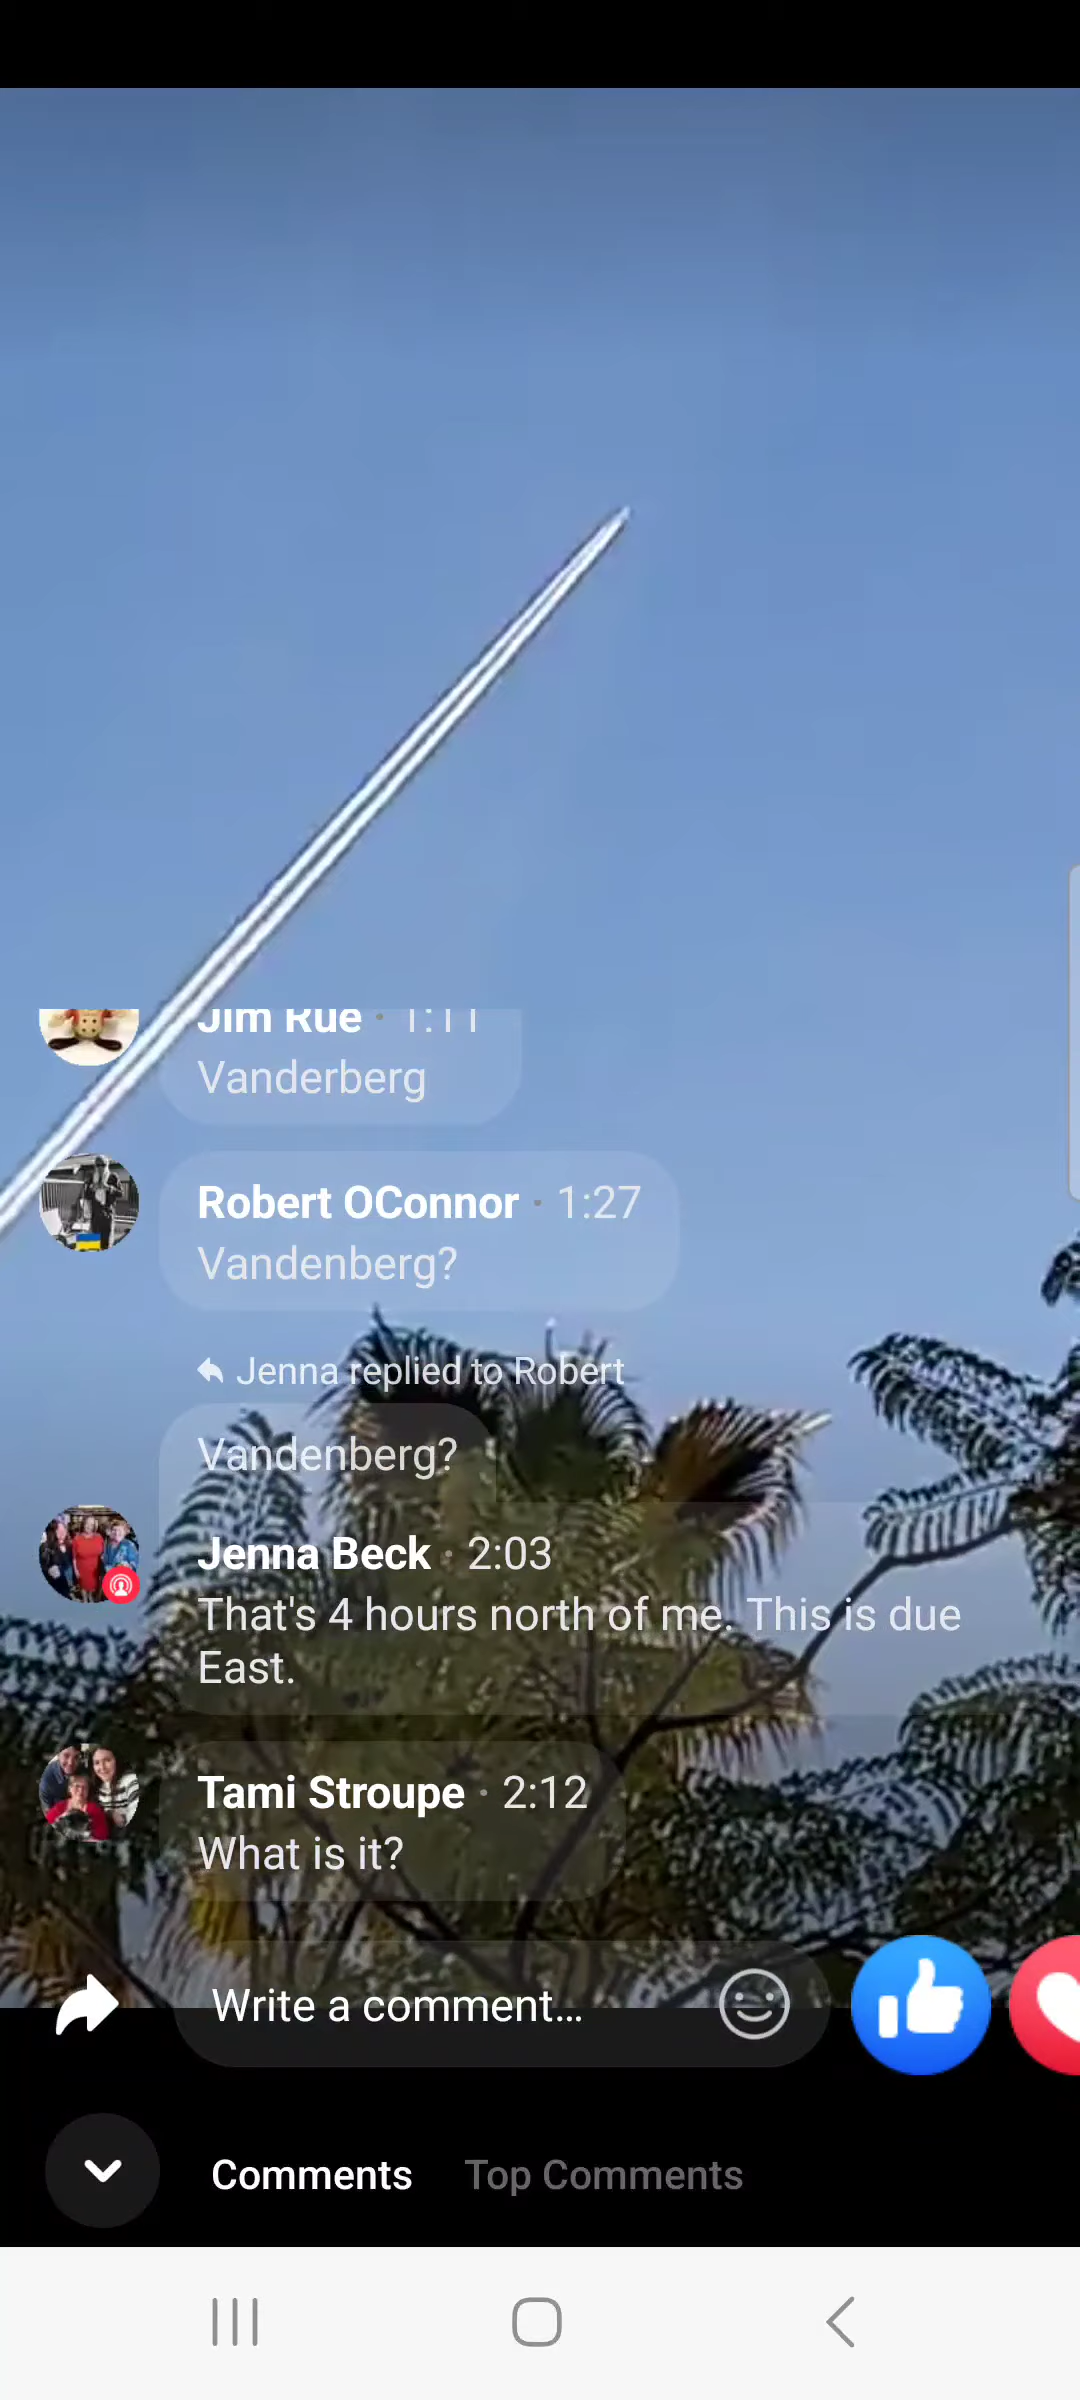 Jim Rue · 1:11
Vanderberg
Robert OConnor · 1:27
Vandenberg?
Jenna replied to Robert
Vandenberg?
Jenna Beck · 2:03
That's 4 hours north of me. This is due
East.
Tami Stroupe · 2:12
What is it?
Write a comment...
Comments Top Comments